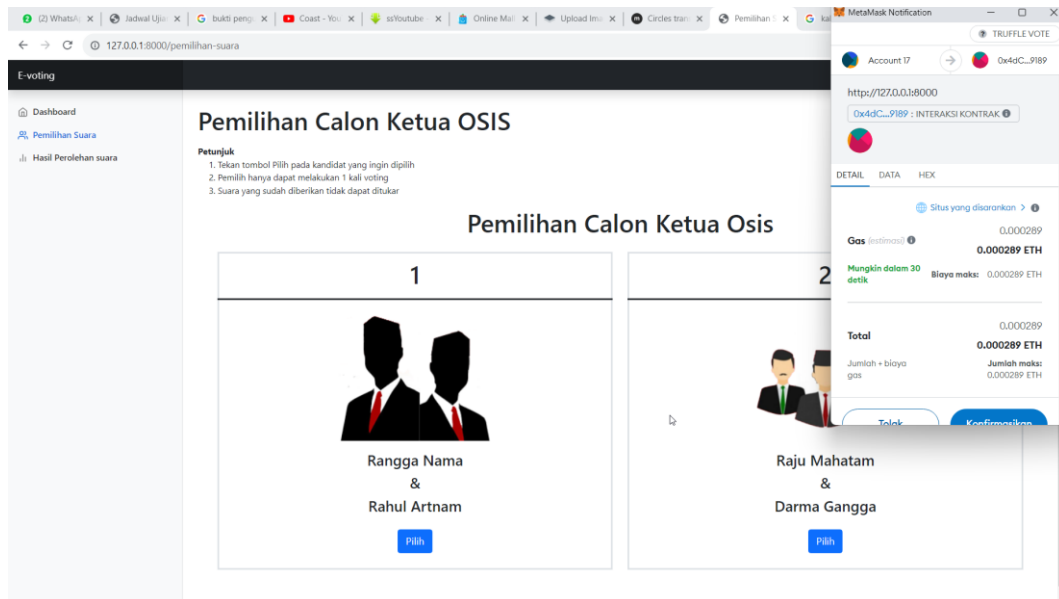 (2) WhatsA
Jadwal Ujia
bukti pengu
Coast - You
ssYoutube -
Online Mall
Upload Ima
Circles tran
Pemilihan S
ka
127.0.0.1:8000/pemilihan-suara
E-voting
Dashboard
Pemilihan Suara
Hasil Perolehan suara
Pemilihan Calon Ketua OSIS
Petunjuk
1. Tekan tombol Pilih pada kandidat yang ingin dipilih
2. Pemilih hanya dapat melakukan 1 kali voting
3. Suara yang sudah diberikan tidak dapat ditukar
Pemilihan Calon Ketua Osis
1
Rangga Nama
&
Rahul Artnam
Pilih
2
Raju Mahatam
&
Darma Gangga
Pilih
MetaMask Notification
TRUFFLE VOTE
Account 17
0x4dC...9189
http://127.0.0.1:8000
0x4dC...9189 : INTERAKSI KONTRAK
DETAIL DATA HEX
Situs yang disarankan >
0.000289
Gas (estimasi)
0.000289 ETH
Mungkin dalam 30
detik
Biaya maks: 0.000289 ETH
0.000289
Total
0.000289 ETH
Jumlah + biaya
gas
Jumlah maks:
0.000289 ETH
Tolak
Konfirmasikan